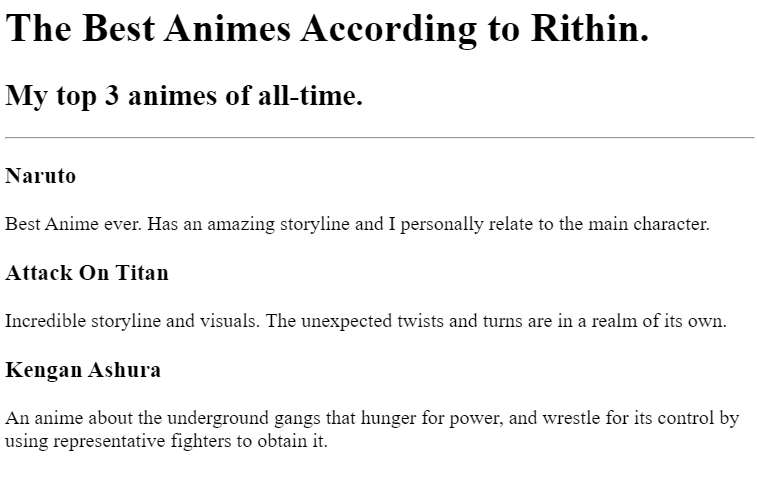 The Best Animes According to Rithin.
My top 3 animes of all-time.
Naruto
Best Anime ever. Has an amazing storyline and I personally relate to the main character.
Attack On Titan
Incredible storyline and visuals. The unexpected twists and turns are in a realm of its own.
Kengan Ashura
An anime about the underground gangs that hunger for power, and wrestle for its control by
using representative fighters to obtain it.